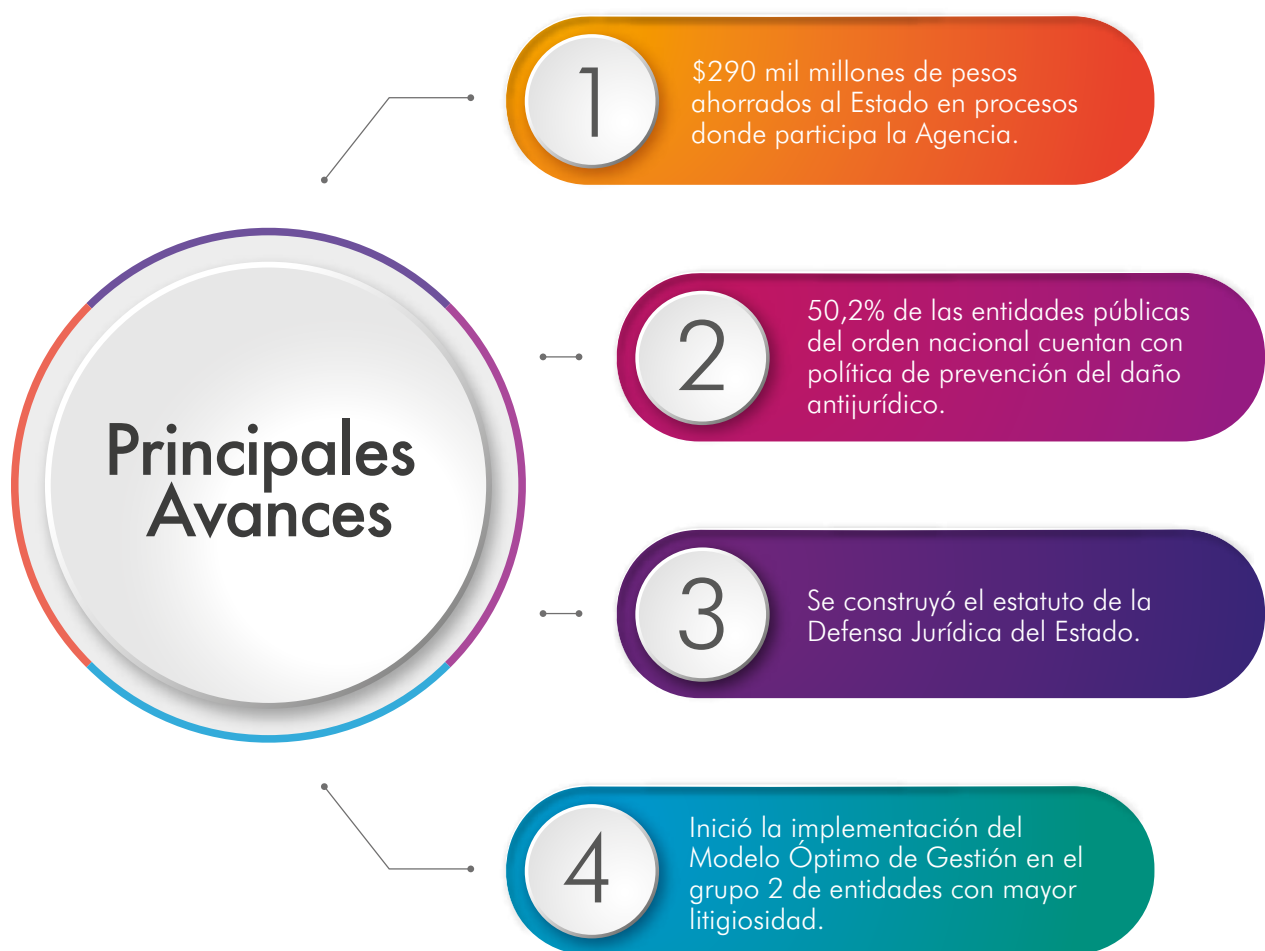 Principales
Avances
1
$290 mil millones de pesos
ahorrados al Estado en procesos
donde participa la Agencia.
2
50,2% de las entidades públicas
del orden nacional cuentan con
política de prevención del daño
antijurídico.
3
Se construyó el estatuto de la
Defensa Jurídica del Estado.
4
Inició la implementación del
Modelo Óptimo de Gestión en el
grupo 2 de entidades con mayor
litigiosidad.